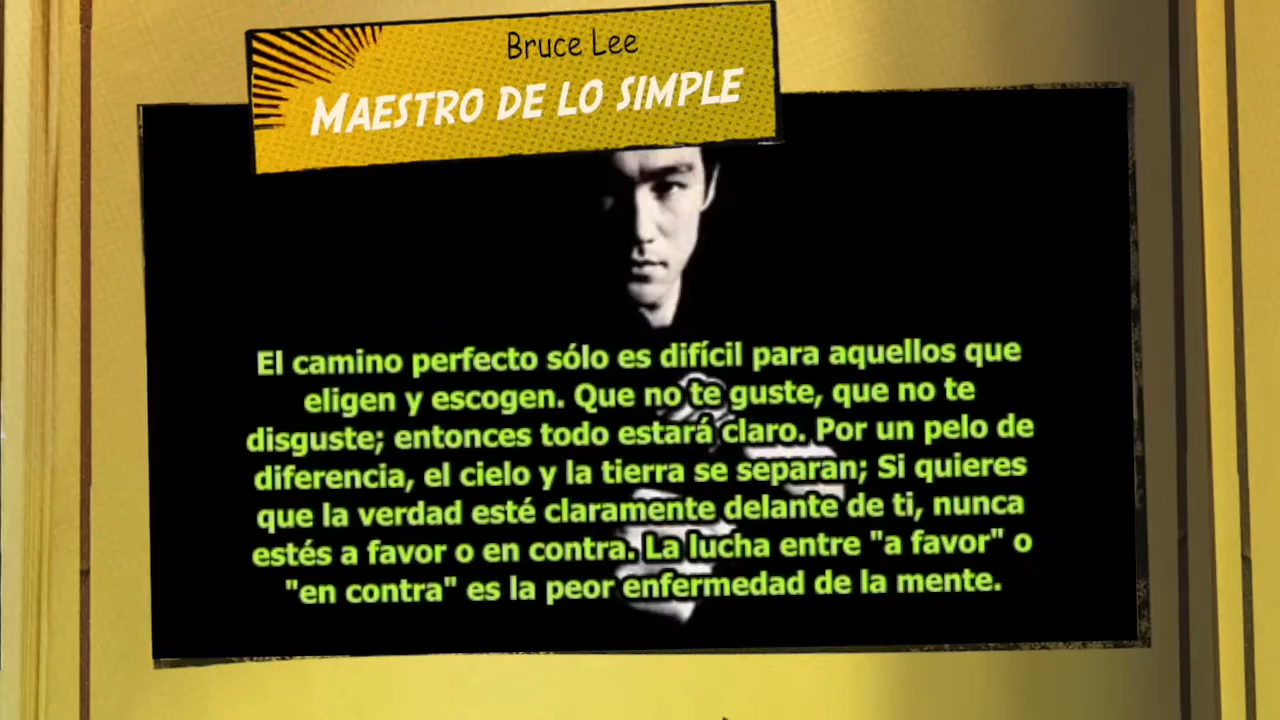 Bruce Lee
MAESTRO DE LO SIMPLE
El camino perfecto sólo es difícil para aquellos que
eligen y escogen. Que no te guste, que no te
disguste; entonces todo estará claro. Por un pelo de
diferencia, el cielo y la tierra se separan; Si quieres
que la verdad esté claramente delante de ti, nunca
estés a favor o en contra. La lucha entre "a favor" o
"en contra" es la peor enfermedad de la mente.